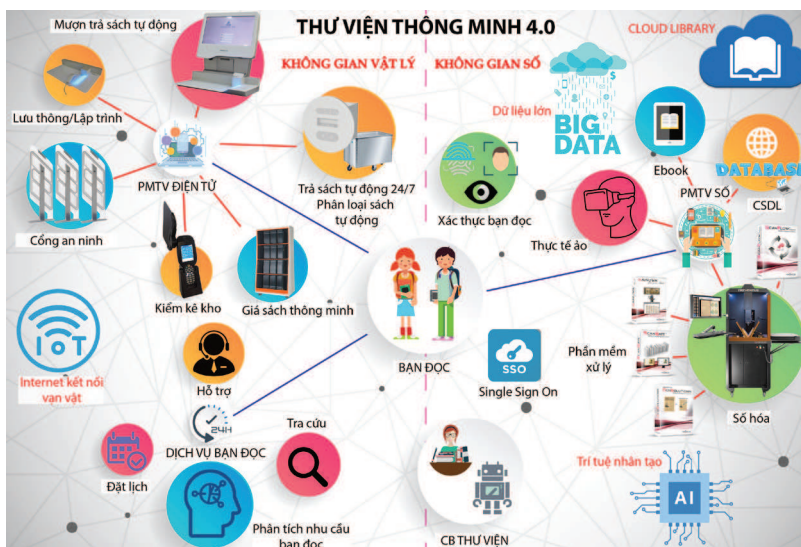 THƯ VIỆN THÔNG MINH 4.0
Mượn trả sách tự động
KHÔNG GIAN VẬT LÝ
KHÔNG GIAN SỐ
CLOUD LIBRARY
Lưu thông/Lập trình
PMTV ĐIỆN TỬ
Trả sách tự động 24/7
Phân loại sách
tự động
Cổng an ninh
Kiểm kê kho
Giá sách thông minh
Dữ liệu lớn
BIG
DATA
Ebook
DATABASE
CSDL
PMTV SỐ
Xác thực bạn đọc
Thực tế ảo
IoT
Internet kết nối
vạn vật
Hỗ trợ
24H
DỊCH VỤ BẠN ĐỌC
Đặt lịch
Tra cứu
Phân tích nhu cầu
bạn đọc
BẠN ĐỌC
SSO
Single Sign On
Phần mềm
xử lý
Số hóa
CB THƯ VIỆN
Trí tuệ nhân tạo
AI